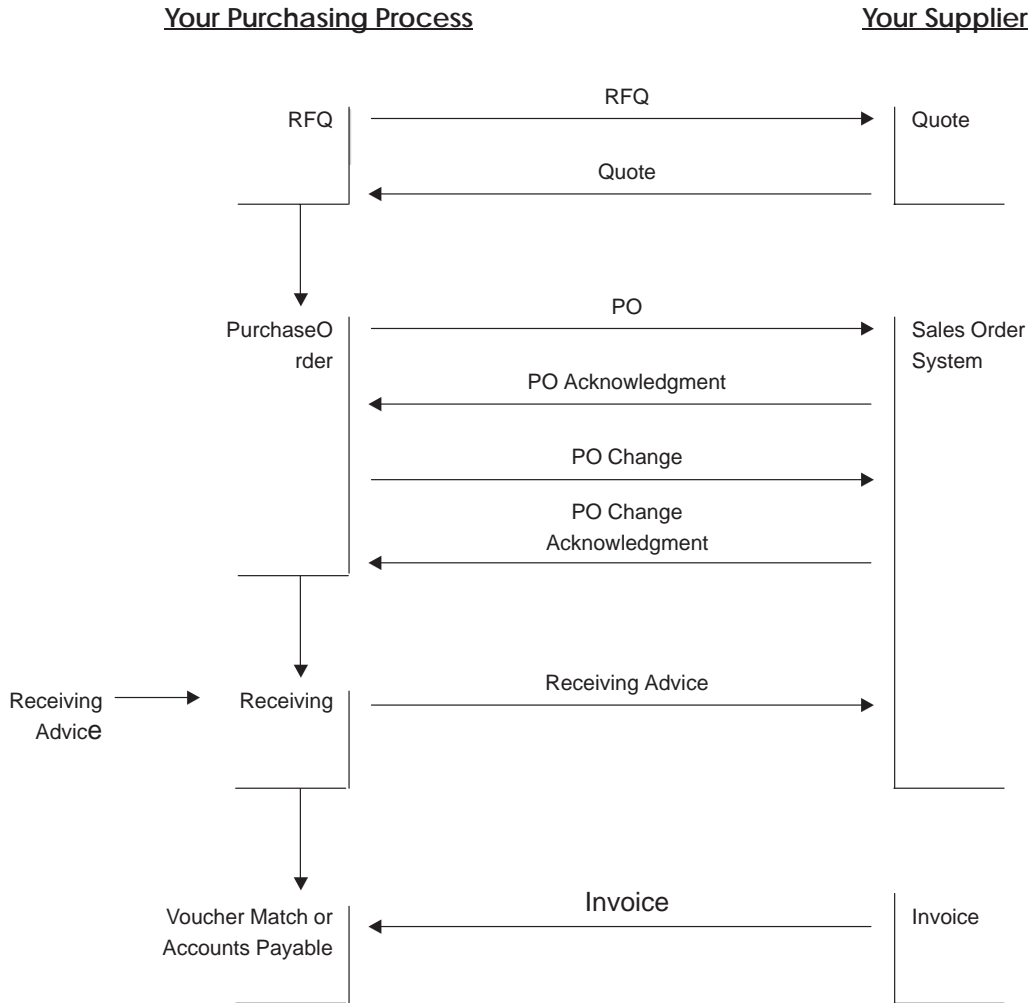 Your Purchasing Process
Your Supplier
RFQ
RFQ
Quote
Quote
PO
PurchaseO
rder
Sales Order
System
PO Acknowledgment
PO Change
PO Change
Acknowledgment
Receiving
Advice
Receiving
Receiving Advice
Voucher Match or
Accounts Payable
Invoice
Invoice